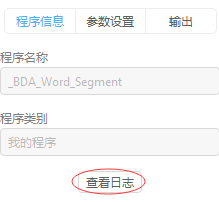 程序信息 参数设置 输出
程序名称
_BDA_Word_Segment
程序类别
我的程序
查看日志